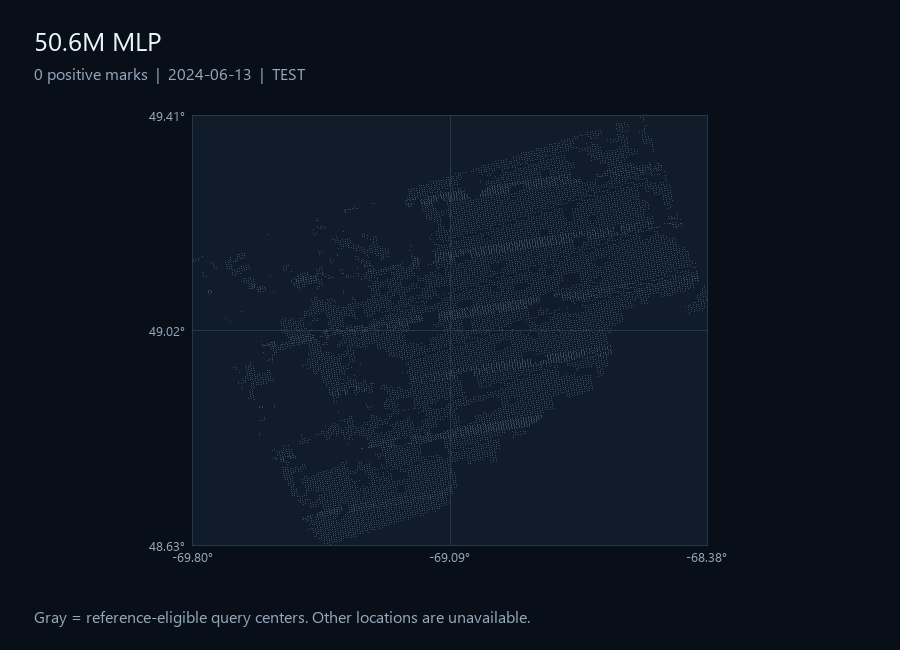 50.6M MLP
0 positive marks | 2024-06-13 | TEST
49.41°
49.02°
48.63°
-69.80°
-69.09°
-68.38°
Gray = reference-eligible query centers. Other locations are unavailable.